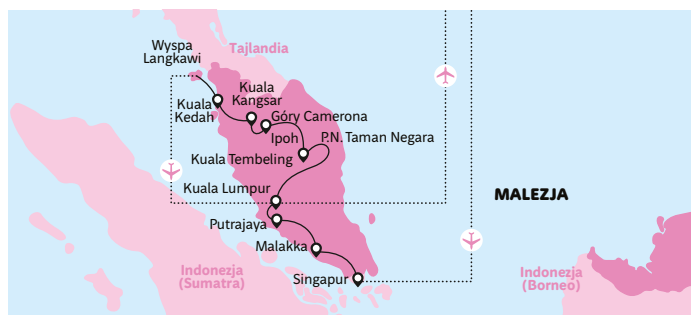 Wyspa
Langkawi
Tajlandia
Kuala
Kangsar
Kuala
Kedah
Góry Camerona
Ipoh
P.N. Taman Negara
Kuala Tembeling
Kuala Lumpur
MALEZJA
Putrajaya
Malakka
Indonezja
(Sumatra)
Singapur
Indonezja
(Borneo)